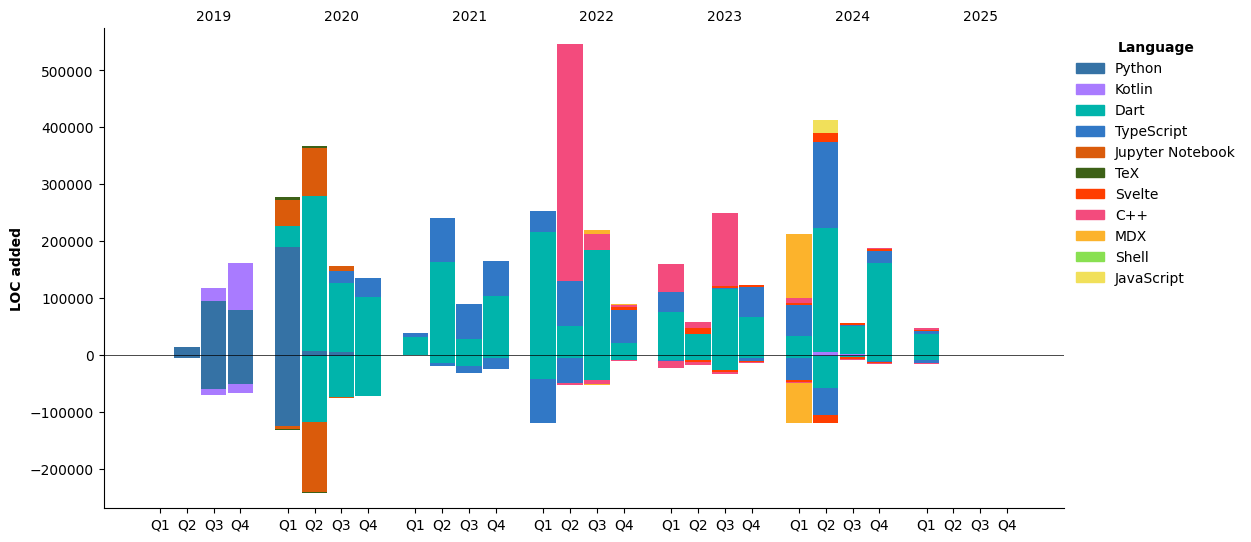 2019 2020 2021 2022 2023 2024 2025
LOC added
500000
400000
300000
200000
100000
0
−100000
−200000
Q1 Q2 Q3 Q4 Q1 Q2 Q3 Q4 Q1 Q2 Q3 Q4 Q1 Q2 Q3 Q4 Q1 Q2 Q3 Q4 Q1 Q2 Q3 Q4 Q1 Q2 Q3 Q4
Language
Python
Kotlin
Dart
TypeScript
Jupyter Notebook
TeX
Svelte
C++
MDX
Shell
JavaScript